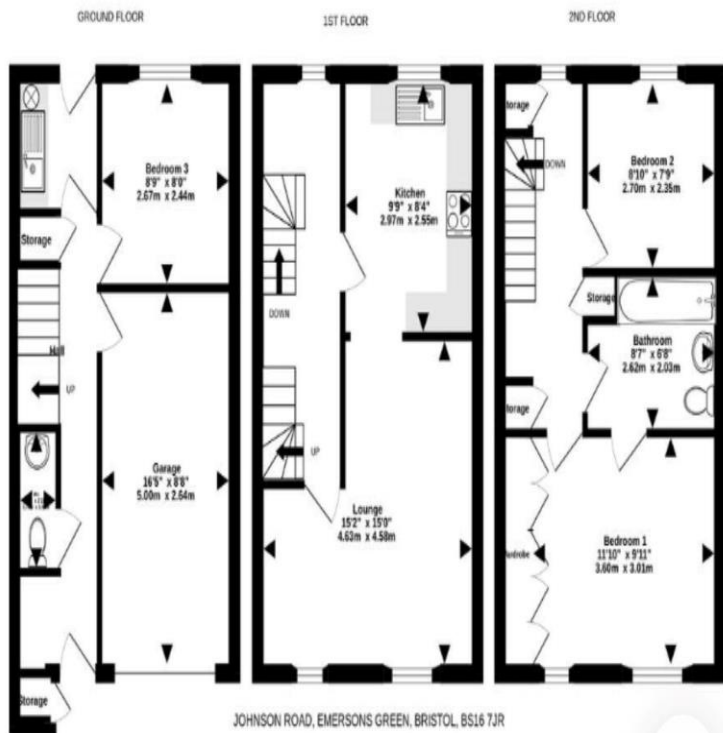 GROUND FLOOR
1ST FLOOR
2ND FLOOR
Bedroom 3
8'9" x 8'0"
2.67m x 2.44m
Storage
Hall
UP
Garage
16'5" x 8'8"
5.00m x 2.64m
Storage
Kitchen
9'9" x 8'4"
2.97m x 2.55m
DOWN
UP
Lounge
15'2" x 15'0"
4.63m x 4.58m
Storage
DOWN
Bedroom 2
8'10" x 7'9"
2.70m x 2.35m
Storage
Bathroom
8'7" x 6'8"
2.62m x 2.03m
Storage
Wardrobe
Bedroom 1
11'10" x 9'11"
3.60m x 3.01m
JOHNSON ROAD, EMERSONS GREEN, BRISTOL, BS16 7JR